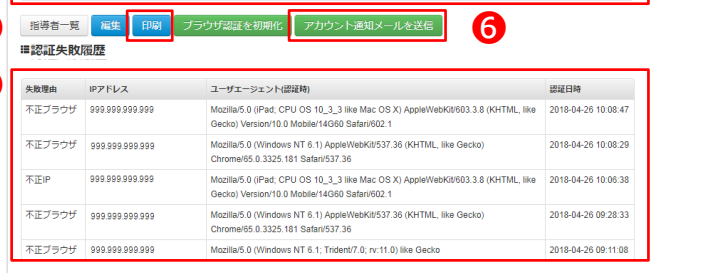 指導者一覧 編集 印刷 ブラウザ認証を初期化 アカウント通知メールを送信 6
認証失敗履歴
失敗理由 IPアドレス ユーザエージェント(認証時) 認証日時
不正ブラウザ 999.999.999.999 Mozilla/5.0 (iPad; CPU OS 10_3_3 like Mac OS X) AppleWebKit/603.3.8 (KHTML, like 2018-04-26 10:08:47
Gecko) Version/10.0 Mobile/14G60 Safari/602.1
不正ブラウザ 999.999.999.999 Mozilla/5.0 (Windows NT 6.1) AppleWebKit/537.36 (KHTML, like Gecko) 2018-04-26 10:08:29
Chrome/65.0.3325.181 Safari/537.36
不正IP 999.999.999.999 Mozilla/5.0 (iPad; CPU OS 10_3_3 like Mac OS X) AppleWebKit/603.3.8 (KHTML, like 2018-04-26 10:06:38
Gecko) Version/10.0 Mobile/14G60 Safari/602.1
不正ブラウザ 999.999.999.999 Mozilla/5.0 (Windows NT 6.1) AppleWebKit/537.36 (KHTML, like Gecko) 2018-04-26 09:28:33
Chrome/65.0.3325.181 Safari/537.36
不正ブラウザ 999.999.999.999 Mozilla/5.0 (Windows NT 6.1; Trident/7.0; rv:11.0) like Gecko 2018-04-26 09:11:08